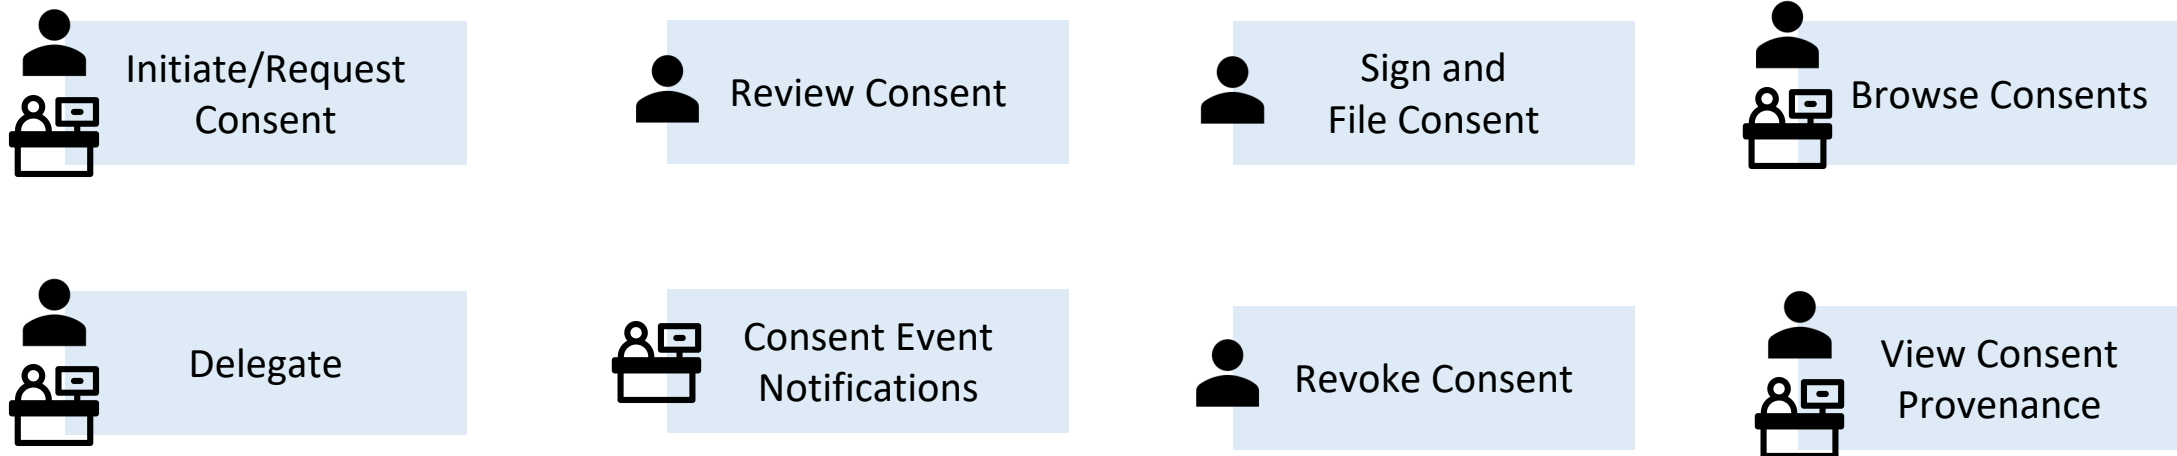 Initiate/Request
Consent
Review Consent
Sign and
File Consent
Browse Consents
Delegate
Consent Event
Notifications
Revoke Consent
View Consent
Provenance